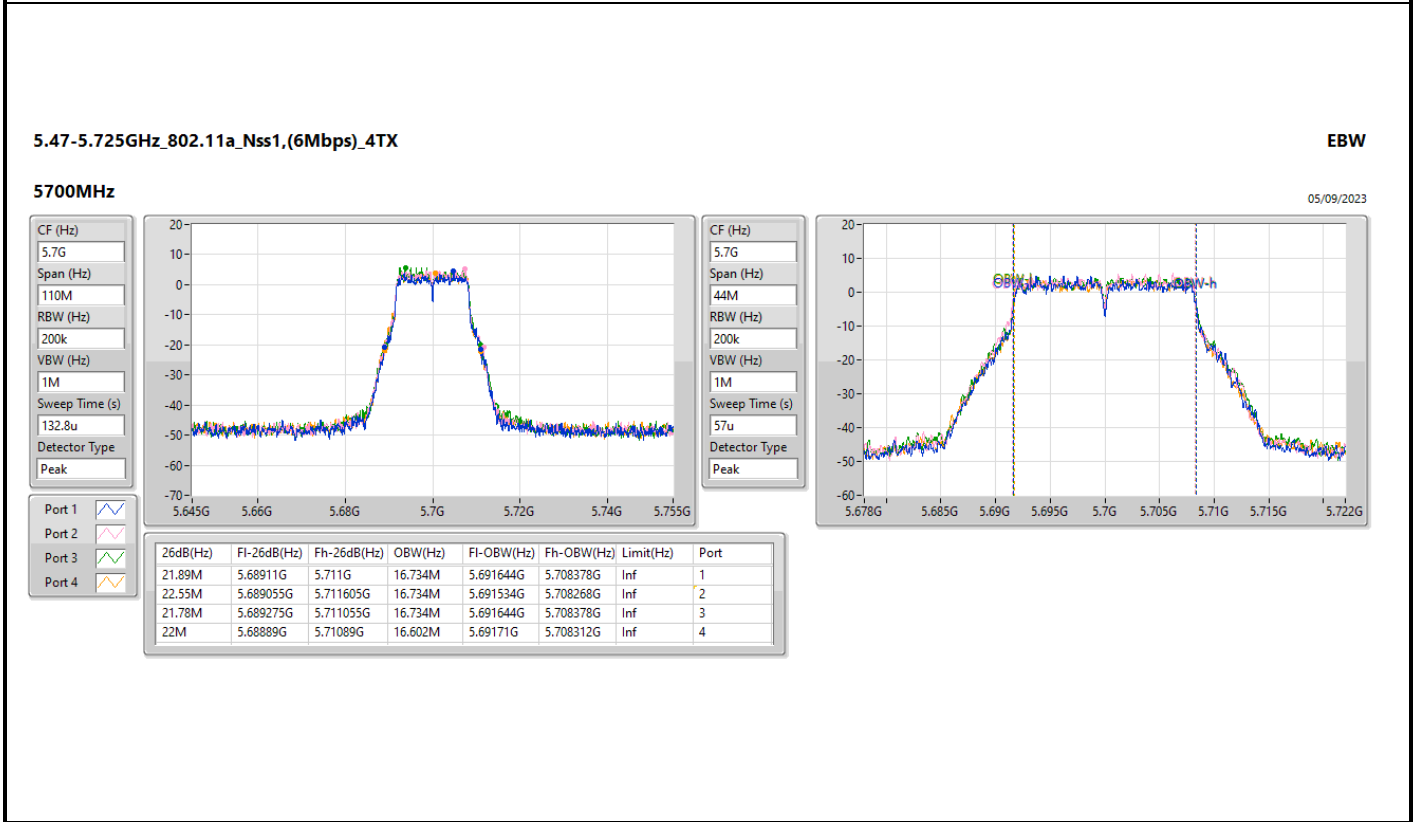 5.47-5.725GHz_802.11a_Nss1,(6Mbps)_4TX EBW
5700MHz
05/09/2023
CF (Hz)
5.7G
Span (Hz)
110M
RBW (Hz)
200k
VBW (Hz)
1M
Sweep Time (s)
132.8u
Detector Type
Peak
20
10
0
-10
-20
-30
-40
-50
-60
-70
5.645G 5.66G 5.68G 5.7G 5.72G 5.74G 5.755G
CF (Hz)
5.7G
Span (Hz)
44M
RBW (Hz)
200k
VBW (Hz)
1M
Sweep Time (s)
57u
Detector Type
Peak
20
10
0
-10
-20
-30
-40
-50
-60
OBW-h
5.678G 5.685G 5.69G 5.695G 5.7G 5.705G 5.71G 5.715G 5.722G
Port 1
Port 2
Port 3
Port 4
26dB(Hz) Fl-26dB(Hz) Fh-26dB(Hz) OBW(Hz) Fl-OBW(Hz) Fh-OBW(Hz) Limit(Hz) Port
21.89M 5.68911G 5.711G 16.734M 5.691644G 5.708378G Inf 1
22.55M 5.689055G 5.711605G 16.734M 5.691534G 5.708268G Inf 2
21.78M 5.689275G 5.711055G 16.734M 5.691644G 5.708378G Inf 3
22M 5.68889G 5.71089G 16.602M 5.69171G 5.708312G Inf 4